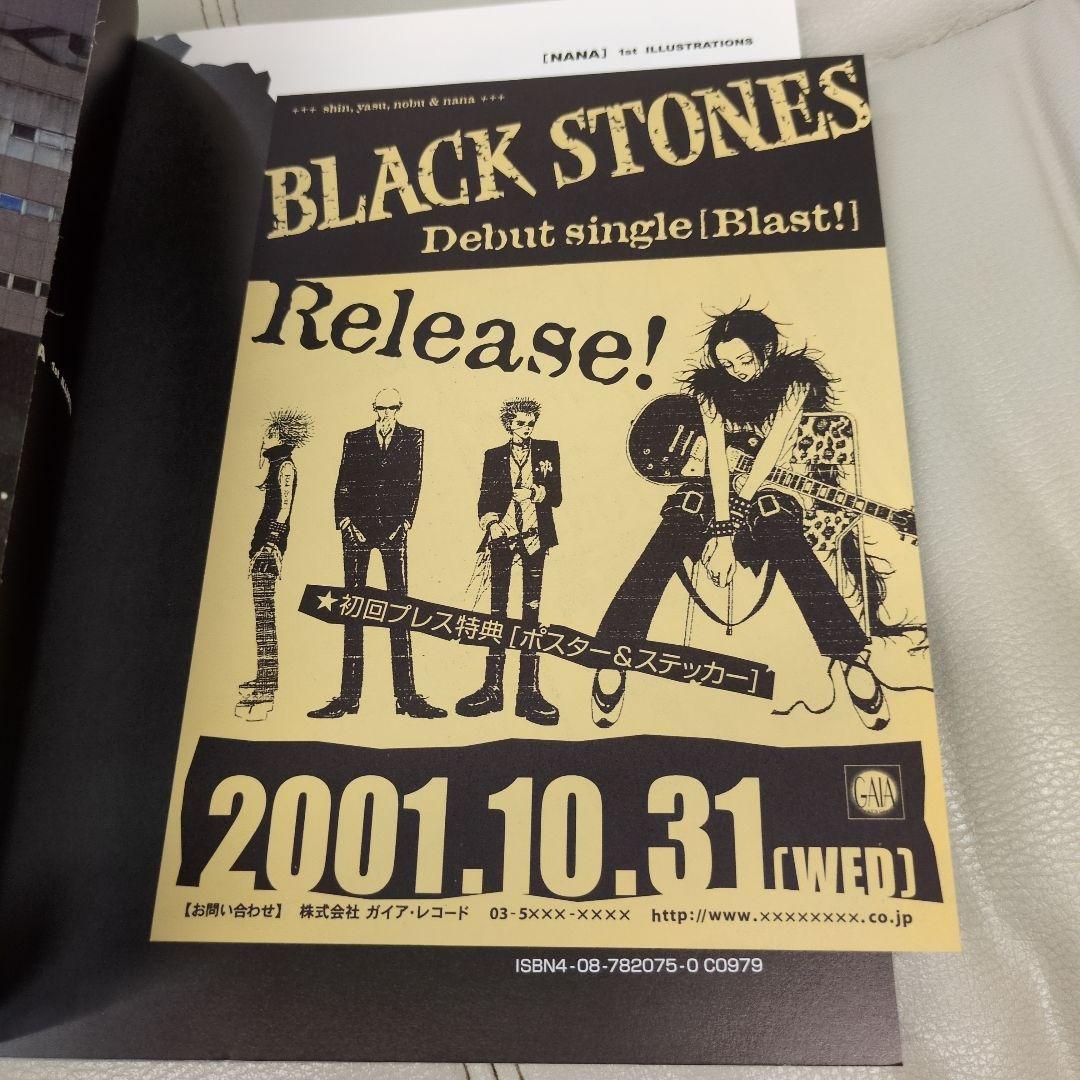 [NANA] 1st ILLUSTRATIONS
+++ shin, yasu, nobu & nana +++
BLACK STONES
Debut single [Blast!]
Release!
★初回プレス特典 [ポスター&ステッカー]
2001.10.31 [WED]
GAIA
【お問い合わせ】 株式会社 ガイア・レコード 03-5×××-×××× http://www.××××××××.co.jp
ISBN4-08-782075-0 C0979